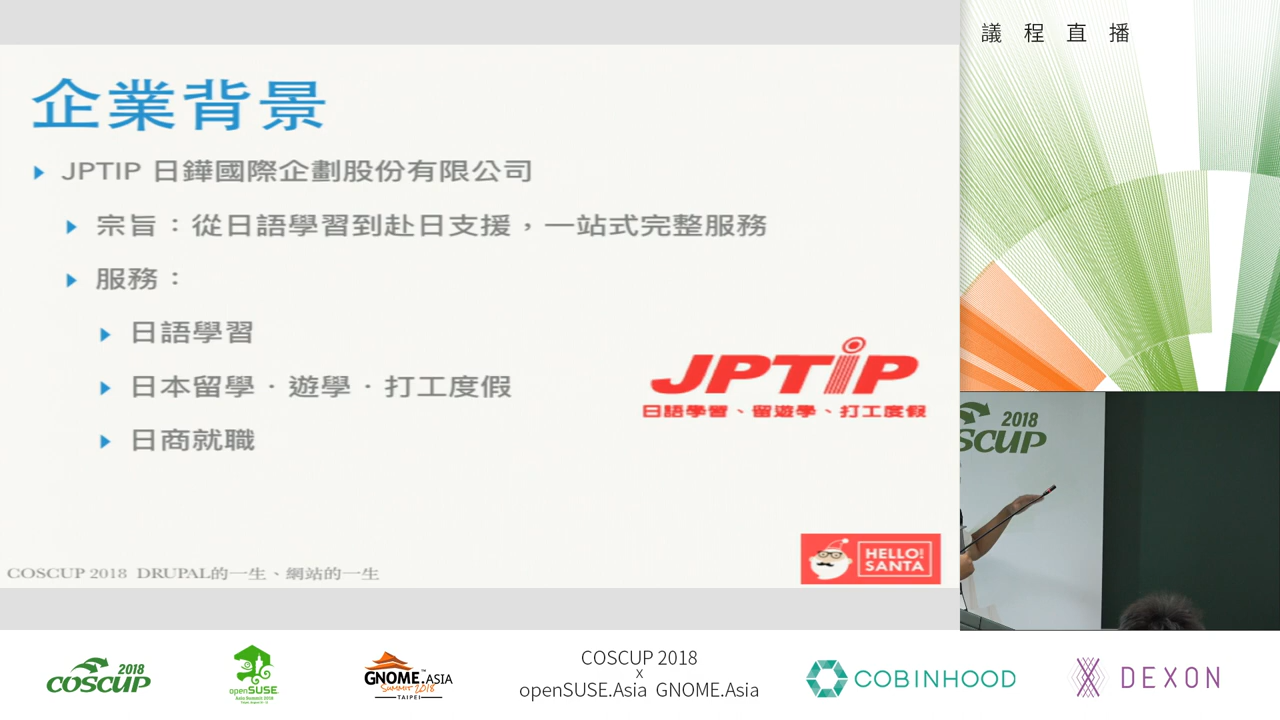 企業背景
JPTIP 日鏵國際企劃股份有限公司
宗旨：從日語學習到赴日支援，一站式完整服務
服務：
日語學習
日本留學．遊學．打工度假
日商就職
JPTIP
日語學習、留遊學、打工度假
HELLO
SANTA
COSCUP 2018 DRUPAL的一生、網站的一生
議程直播
2018
SCUP
2018
COSCUP
openSUSE
GNOME.ASIA
SUMMIT 2018
TAIPEI
COSCUP 2018
x
openSUSE.Asia GNOME.Asia
COBINHOOD
DEXON